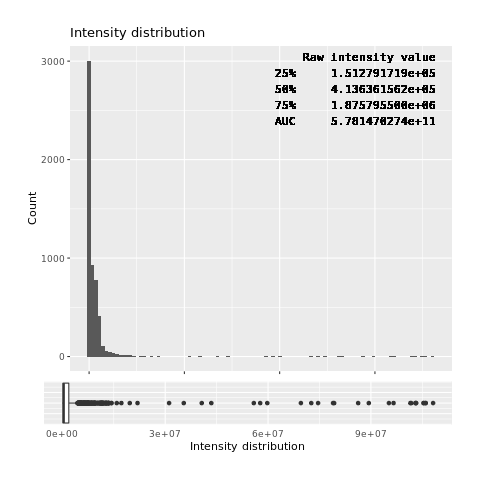 Intensity distribution
Raw intensity value
25% 1.512791719e+05
50% 4.136361562e+05
75% 1.875795500e+06
AUC 5.781470274e+11
3000
2000
1000
0
Count
0e+00 3e+07 6e+07 9e+07
Intensity distribution